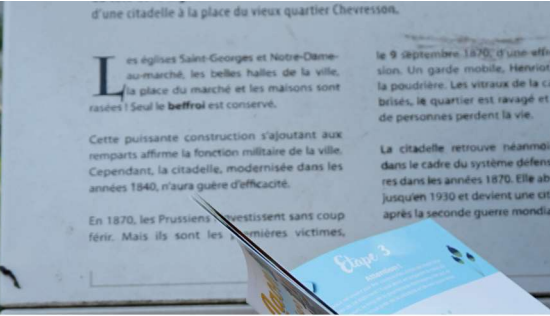 d'une citadelle à la place du vieux quartier Chevresson.
Les églises Saint-Georges et Notre-Dame-
au-marché, les belles halles de la ville,
la place du marché et les maisons sont
rasées ! Seul le beffroi est conservé.
Cette puissante construction s'ajoutant aux
remparts affirme la fonction militaire de la ville.
Cependant, la citadelle, modernisée dans les
années 1840, n'aura guère d'efficacité.
En 1870, les Prussiens investissent sans coup
férir. Mais ils sont les premières victimes,
le 9 septembre 1870, d'une
sion. Un garde mobile, Henriot
la poudrière. Les vitraux de la
brisés, le quartier est ravagé et
de personnes perdent la vie.
La citadelle retrouve
dans le cadre du système
res dans les années 1870. Elle
jusqu'en 1930 et devient une
après la seconde guerre
Etape 3